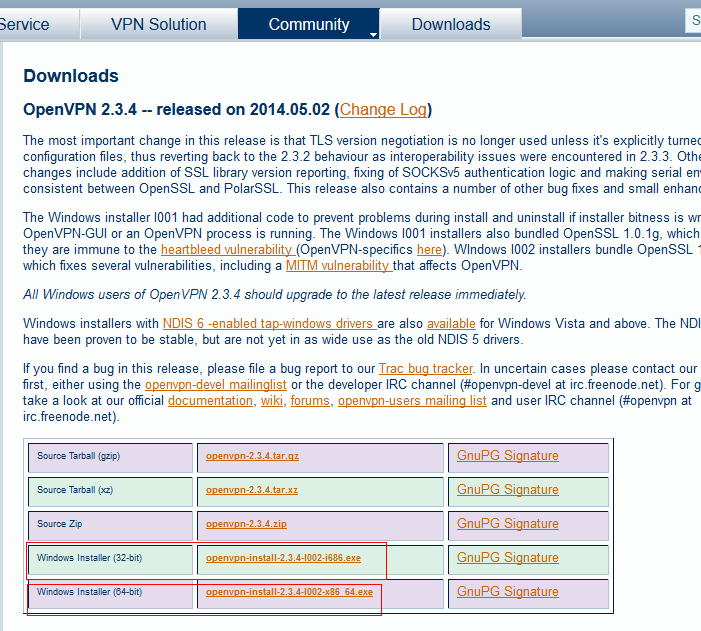 Service VPN Solution Community Downloads S
Downloads
OpenVPN 2.3.4 -- released on 2014.05.02 (Change Log)
The most important change in this release is that TLS version negotiation is no longer used unless it's explicitly turned
configuration files, thus reverting back to the 2.3.2 behaviour as interoperability issues were encountered in 2.3.3. Othe
changes include addition of SSL library version reporting, fixing of SOCKSv5 authentication logic and making serial env
consistent between OpenSSL and PolarSSL. This release also contains a number of other bug fixes and small enhanc
The Windows installer I001 had additional code to prevent problems during install and uninstall if installer bitness is wr
OpenVPN-GUI or an OpenVPN process is running. The Windows I001 installers also bundled OpenSSL 1.0.1g, which
they are immune to the heartbleed vulnerability (OpenVPN-specifics here). WIndows I002 installers bundle OpenSSL 1
which fixes several vulnerabilities, including a MITM vulnerability that affects OpenVPN.
All Windows users of OpenVPN 2.3.4 should upgrade to the latest release immediately.
Windows installers with NDIS 6 -enabled tap-windows drivers are also available for Windows Vista and above. The NDI
have been proven to be stable, but are not yet in as wide use as the old NDIS 5 drivers.
If you find a bug in this release, please file a bug report to our Trac bug tracker. In uncertain cases please contact our
first, either using the openvpn-devel mailinglist or the developer IRC channel (#openvpn-devel at irc.freenode.net). For g
take a look at our official documentation, wiki, forums, openvpn-users mailing list and user IRC channel (#openvpn at
irc.freenode.net).
Source Tarball (gzip) openvpn-2.3.4.tar.gz GnuPG Signature
Source Tarball (xz) openvpn-2.3.4.tar.xz GnuPG Signature
Source Zip openvpn-2.3.4.zip GnuPG Signature
Windows Installer (32-bit) openvpn-install-2.3.4-I002-i686.exe GnuPG Signature
Windows Installer (64-bit) openvpn-install-2.3.4-I002-x86_64.exe GnuPG Signature